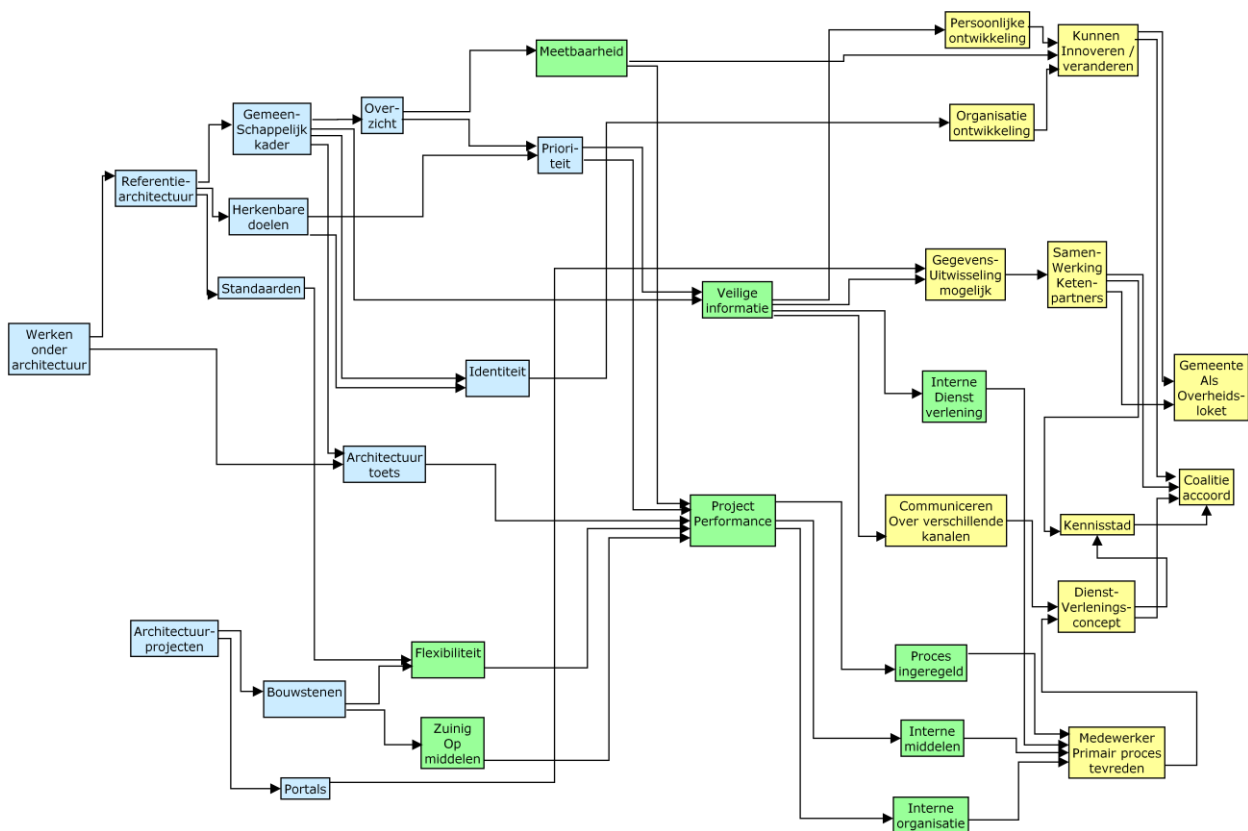 Persoonlijke
ontwikkeling
Kunnen
Innoveren /
veranderen
Meetbaarheid
Gemeen-
Schappelijk
kader
Over-
zicht
Organisatie
ontwikkeling
Priori-
teit
Referentie-
architectuur
Herkenbare
doelen
Standaarden
Gegevens-
Uitwisseling
mogelijk
Samen-
Werking
Keten-
partners
Veilige
informatie
Werken
onder
architectuur
Identiteit
Interne
Dienst
verlening
Gemeente
Als
Overheids-
loket
Architectuur
toets
Project
Performance
Communiceren
Over verschillende
kanalen
Coalitie
accoord
Kennisstad
Dienst-
Verlenings-
concept
Architectuur-
projecten
Flexibiliteit
Proces
ingeregeld
Bouwstenen
Zuinig
Op
middelen
Interne
middelen
Medewerker
Primair proces
tevreden
Portals
Interne
organisatie